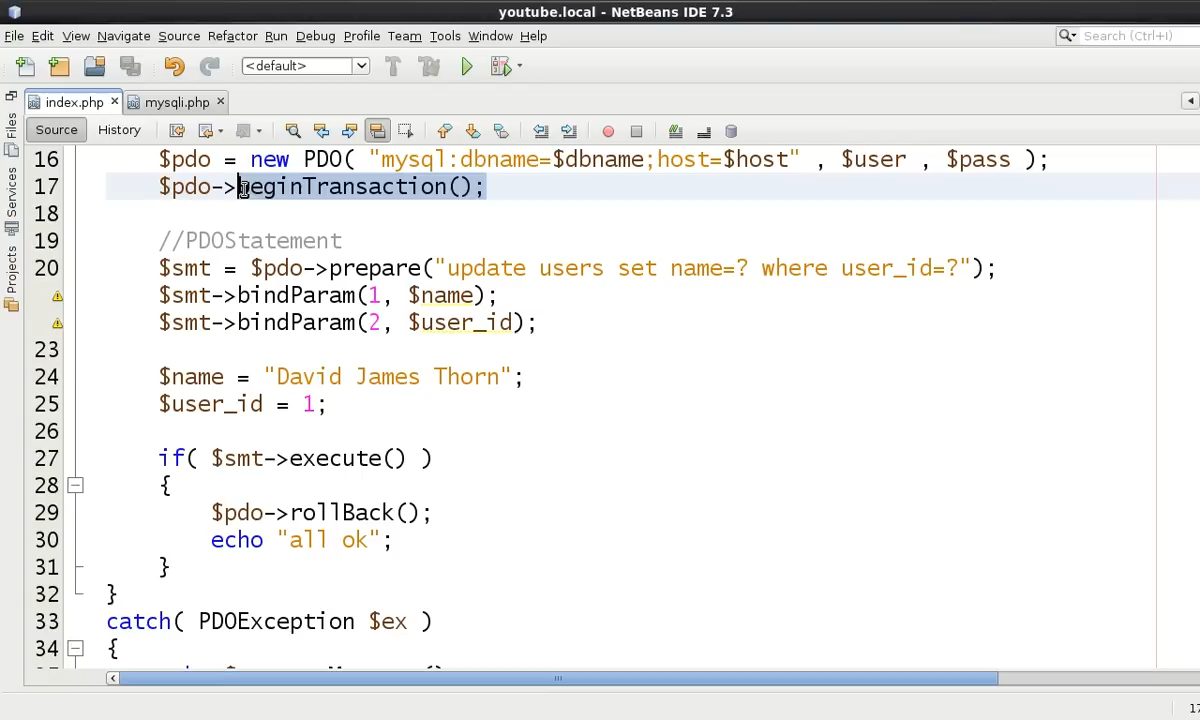 youtube.local - NetBeans IDE 7.3
File Edit View Navigate Source Refactor Run Debug Profile Team Tools Window Help
Search (Ctrl+I)
<default>
index.php mysqli.php
Source History
Files
Services
Projects
16 $pdo = new PDO( "mysql:dbname=$dbname;host=$host" , $user , $pass );
17 $pdo->beginTransaction();
18
19 //PDOStatement
20 $smt = $pdo->prepare("update users set name=? where user_id=?");
$smt->bindParam(1, $name);
$smt->bindParam(2, $user_id);
23
24 $name = "David James Thorn";
25 $user_id = 1;
26
27 if( $smt->execute() )
28 {
29 $pdo->rollBack();
30 echo "all ok";
31 }
32 }
33 catch( PDOException $ex )
34 {